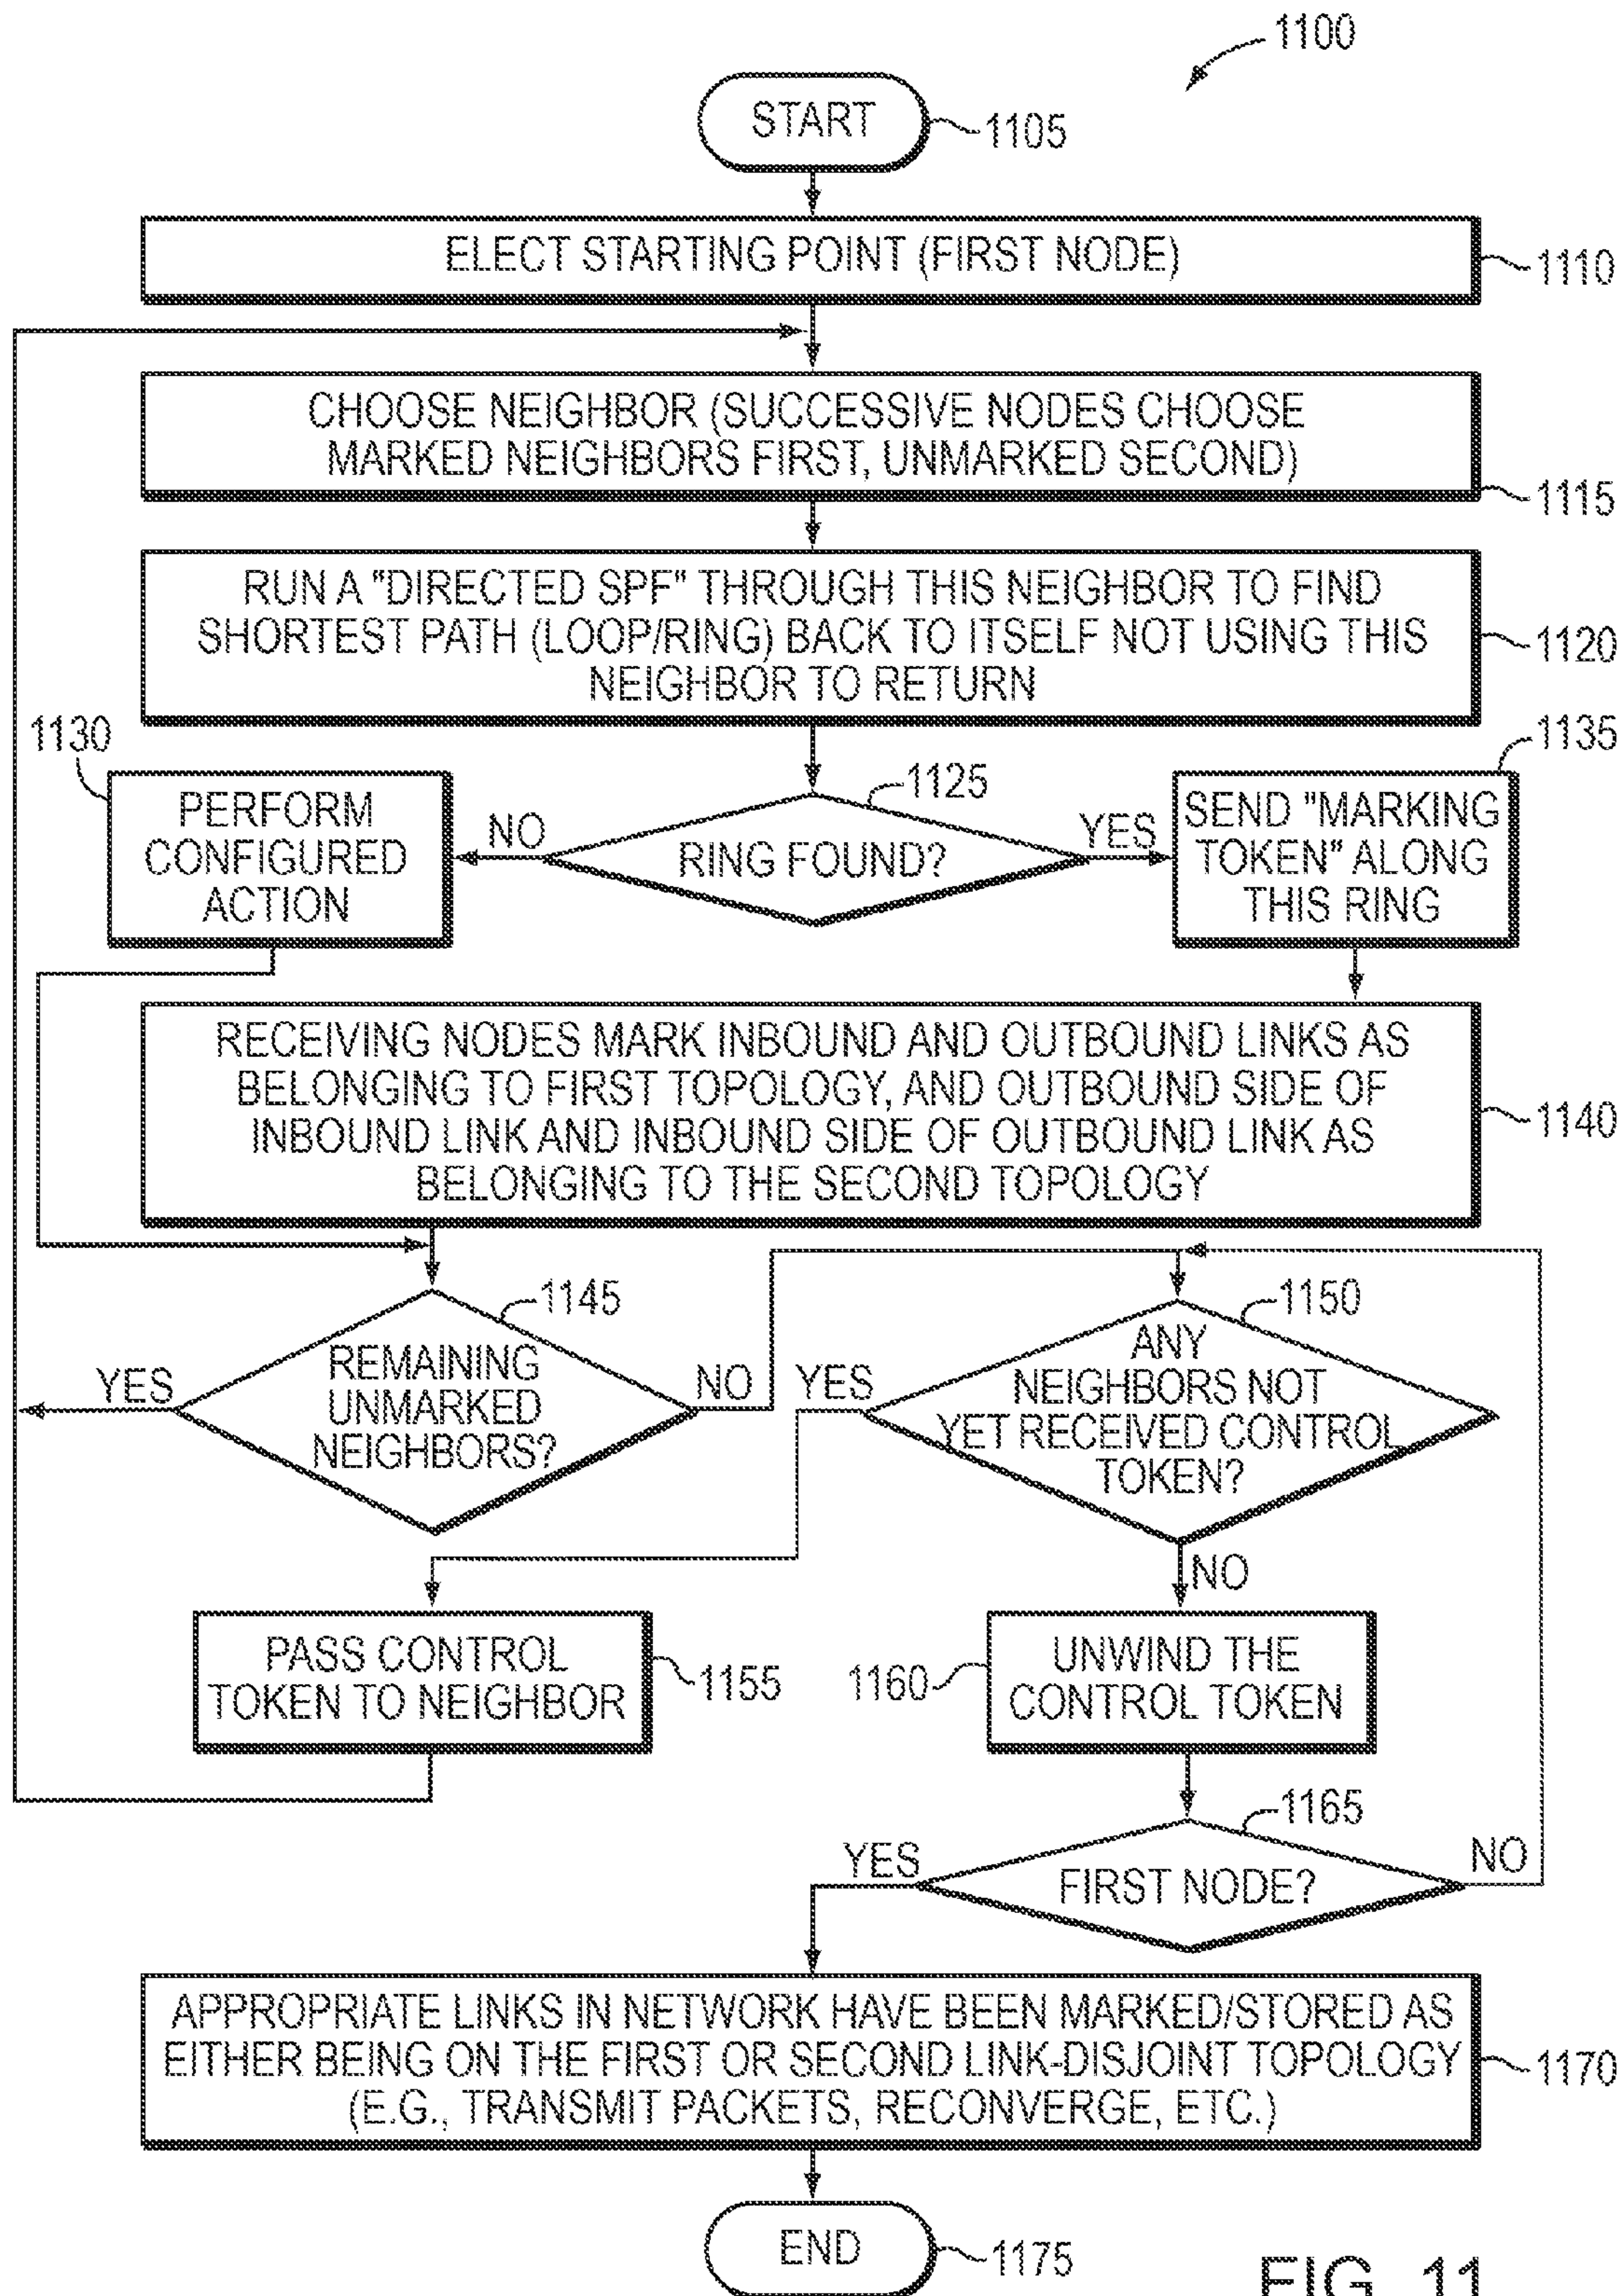 1100
START
1105
ELECT STARTING POINT (FIRST NODE)
1110
CHOOSE NEIGHBOR (SUCCESSIVE NODES CHOOSE
MARKED NEIGHBORS FIRST, UNMARKED SECOND)
1115
RUN A "DIRECTED SPF" THROUGH THIS NEIGHBOR TO FIND
SHORTEST PATH (LOOP/RING) BACK TO ITSELF NOT USING THIS
NEIGHBOR TO RETURN
1120
1130
PERFORM
CONFIGURED
ACTION
NO
1125
RING FOUND?
YES
1135
SEND "MARKING
TOKEN" ALONG
THIS RING
RECEIVING NODES MARK INBOUND AND OUTBOUND LINKS AS
BELONGING TO FIRST TOPOLOGY, AND OUTBOUND SIDE OF
INBOUND LINK AND INBOUND SIDE OF OUTBOUND LINK AS
BELONGING TO THE SECOND TOPOLOGY
1140
1145
YES
REMAINING
UNMARKED
NEIGHBORS?
NO
1150
YES
ANY
NEIGHBORS NOT
YET RECEIVED CONTROL
TOKEN?
NO
PASS CONTROL
TOKEN TO NEIGHBOR
1155
1160
UNWIND THE
CONTROL TOKEN
1165
YES
FIRST NODE?
NO
APPROPRIATE LINKS IN NETWORK HAVE BEEN MARKED/STORED AS
EITHER BEING ON THE FIRST OR SECOND LINK-DISJOINT TOPOLOGY
(E.G., TRANSMIT PACKETS, RECONVERGE, ETC.)
1170
END
1175
FIG. 11